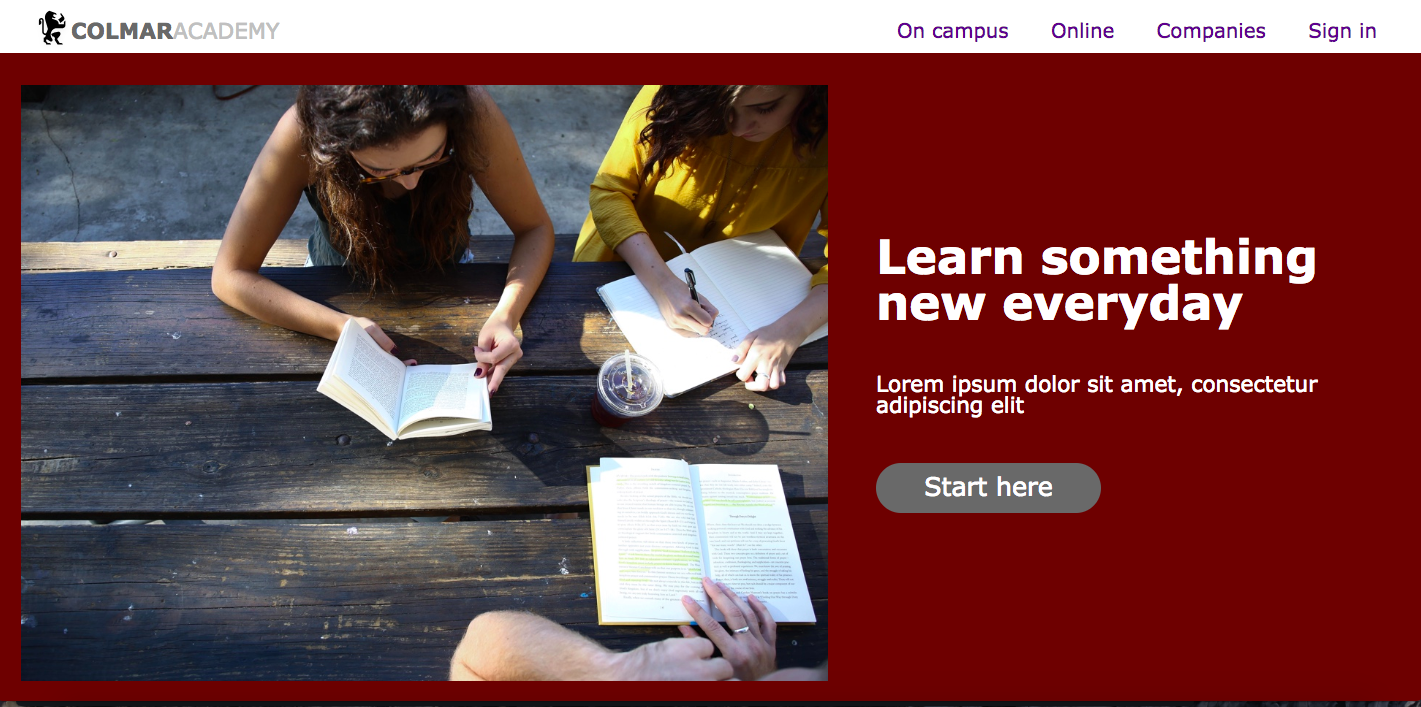 COLMARACADEMY
On campus Online Companies Sign in
Learn something
new everyday
Lorem ipsum dolor sit amet, consectetur
adipiscing elit
Start here